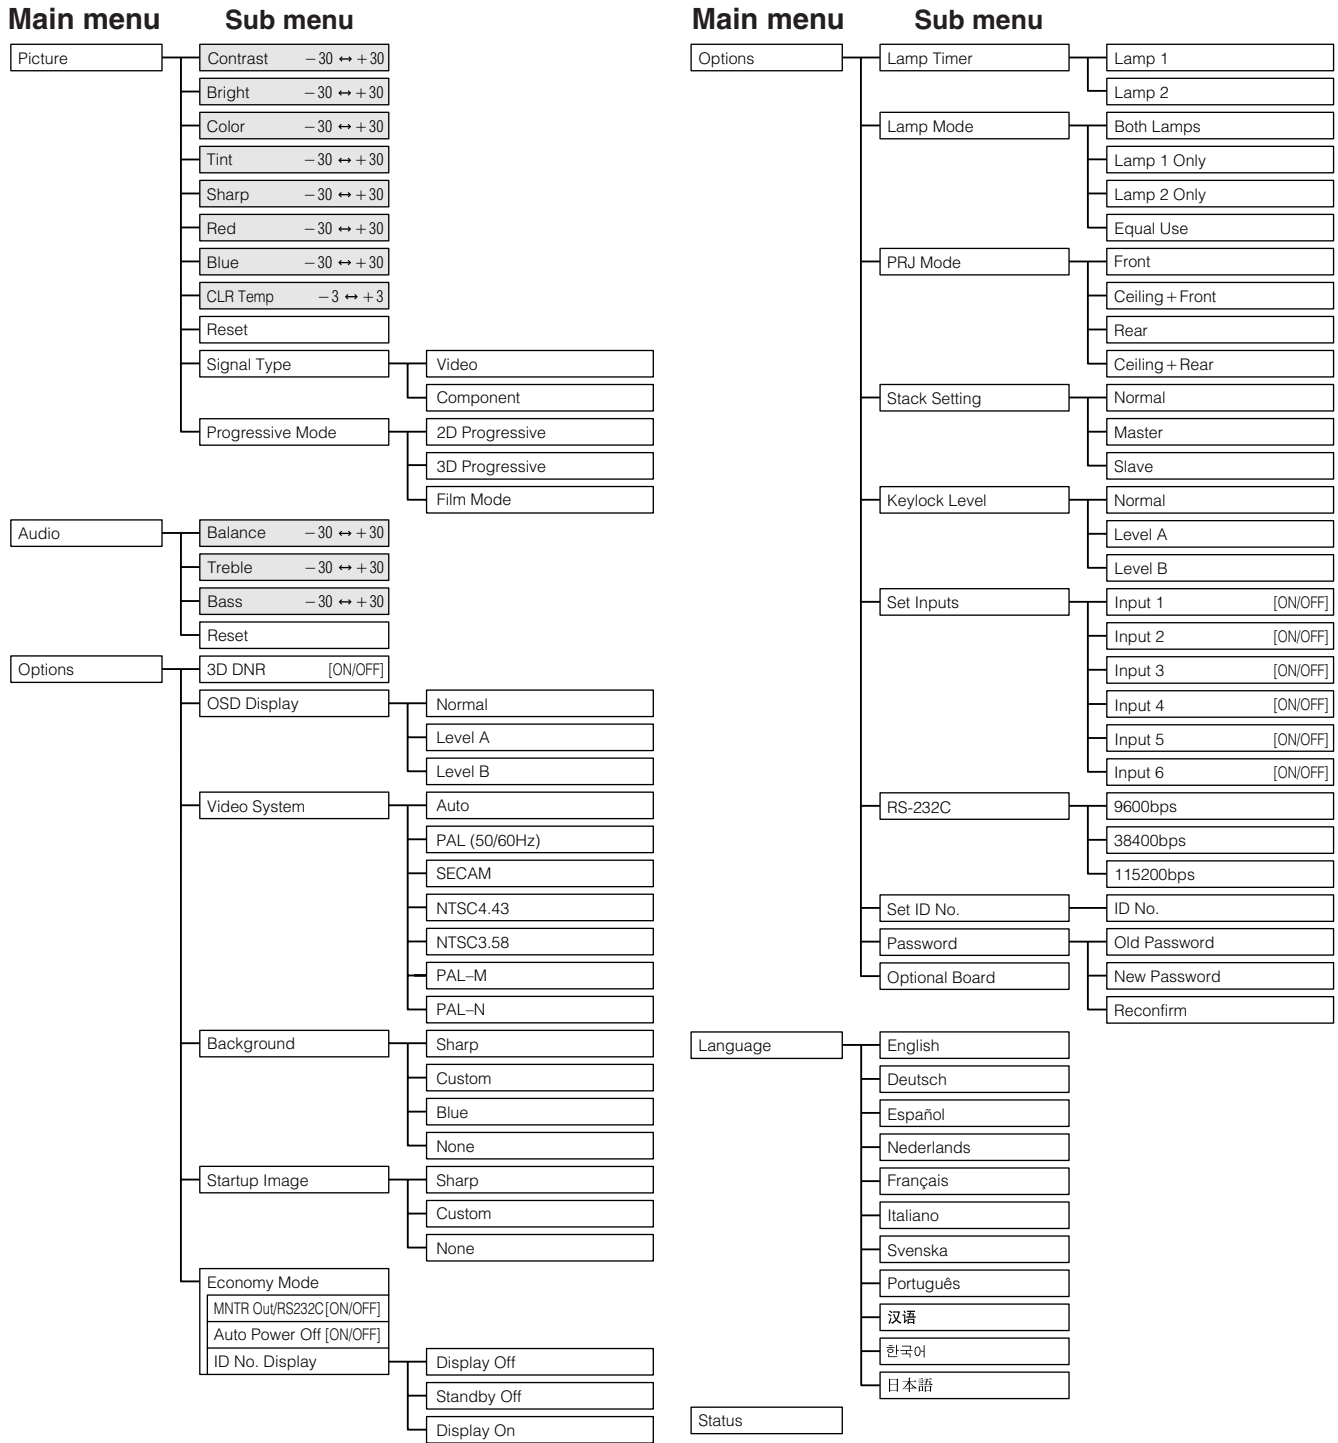 Main menu Sub menu
Picture
Contrast −30 ↔ +30
Bright −30 ↔ +30
Color −30 ↔ +30
Tint −30 ↔ +30
Sharp −30 ↔ +30
Red −30 ↔ +30
Blue −30 ↔ +30
CLR Temp −3 ↔ +3
Reset
Signal Type
Video
Component
Progressive Mode
2D Progressive
3D Progressive
Film Mode
Audio
Balance −30 ↔ +30
Treble −30 ↔ +30
Bass −30 ↔ +30
Reset
Options
3D DNR [ON/OFF]
OSD Display
Normal
Level A
Level B
Video System
Auto
PAL (50/60Hz)
SECAM
NTSC4.43
NTSC3.58
PAL–M
PAL–N
Background
Sharp
Custom
Blue
None
Startup Image
Sharp
Custom
None
Economy Mode
MNTR Out/RS232C [ON/OFF]
Auto Power Off [ON/OFF]
ID No. Display
Display Off
Standby Off
Display On
Main menu Sub menu
Options
Lamp Timer
Lamp 1
Lamp 2
Lamp Mode
Both Lamps
Lamp 1 Only
Lamp 2 Only
Equal Use
PRJ Mode
Front
Ceiling+Front
Rear
Ceiling+Rear
Stack Setting
Normal
Master
Slave
Keylock Level
Normal
Level A
Level B
Set Inputs
Input 1 [ON/OFF]
Input 2 [ON/OFF]
Input 3 [ON/OFF]
Input 4 [ON/OFF]
Input 5 [ON/OFF]
Input 6 [ON/OFF]
RS-232C
9600bps
38400bps
115200bps
Set ID No.
ID No.
Password
Old Password
New Password
Reconfirm
Optional Board
Language
English
Deutsch
Español
Nederlands
Français
Italiano
Svenska
Português
汉语
한국어
日本語
Status